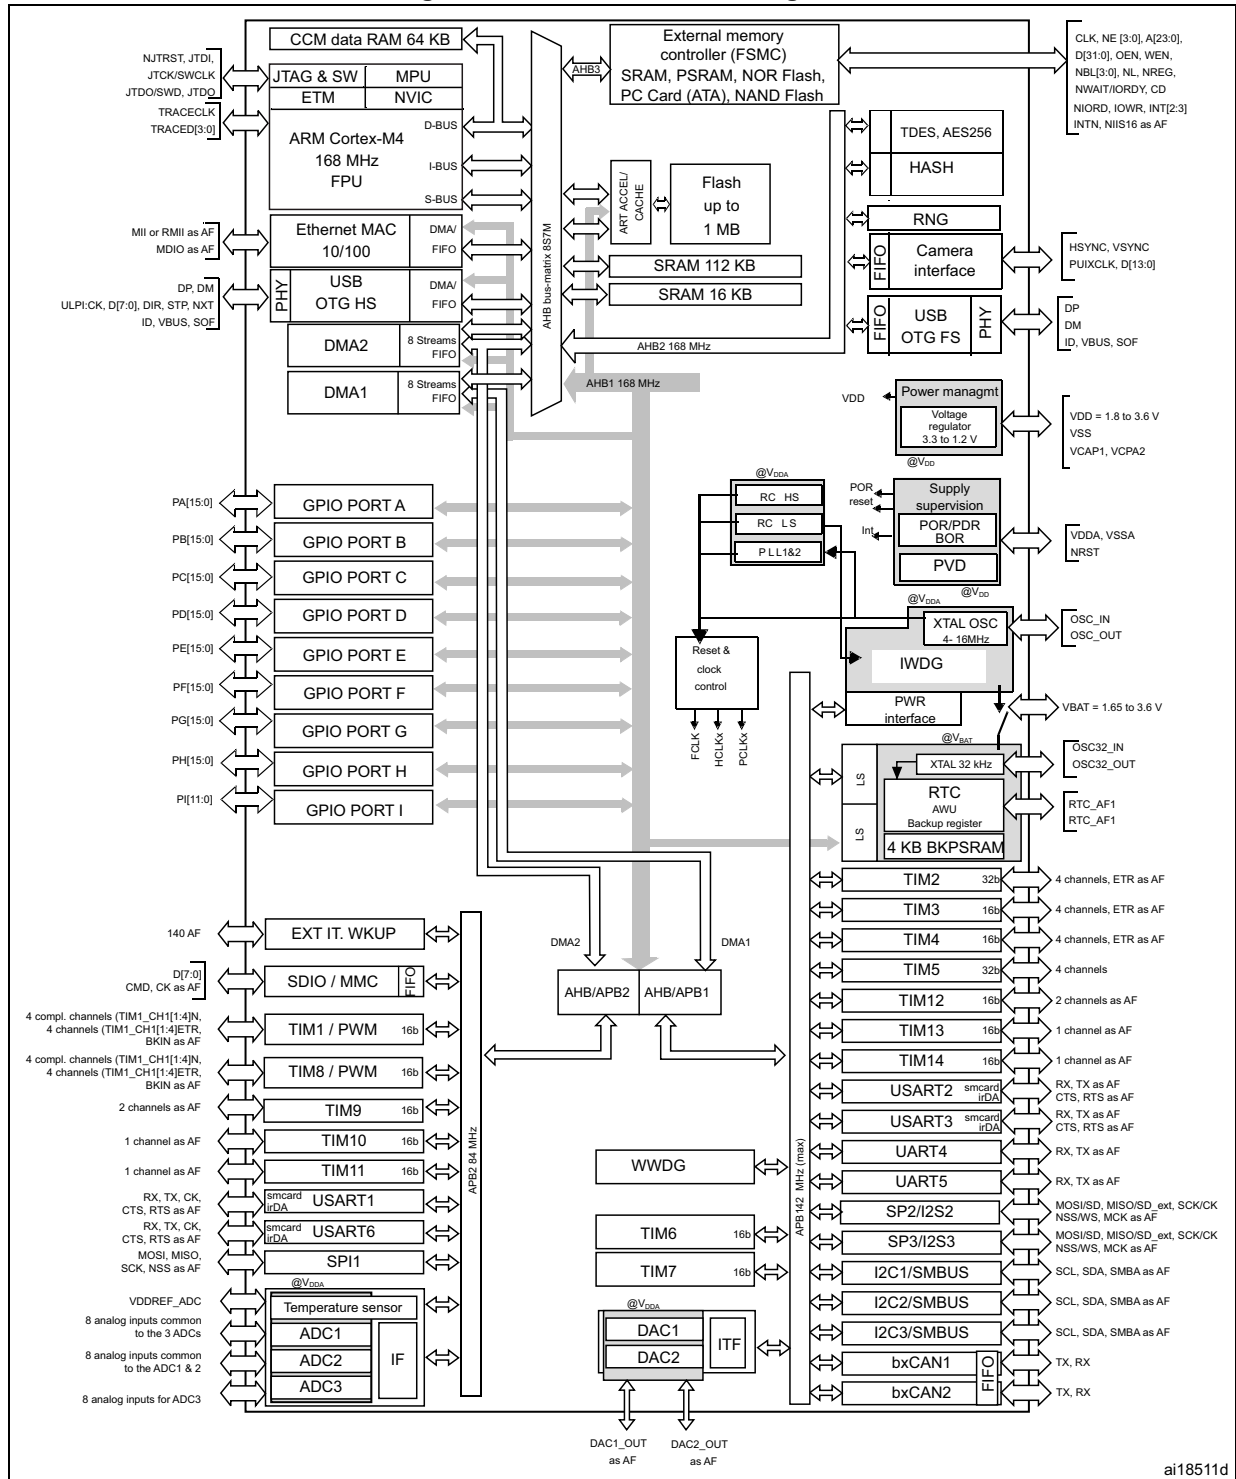 CCM data RAM 64 KB
External memory
controller (FSMC)
SRAM, PSRAM, NOR Flash,
PC Card (ATA), NAND Flash
CLK, NE [3:0], A[23:0],
D[31:0], OEN, WEN,
NBL[3:0], NL, NREG,
NWAIT/IORDY, CD
NIORD, IOWR, INT[2:3]
INTN, NIIS16 as AF
NJTRST, JTDI,
JTCK/SWCLK
JTDO/SWD, JTDO
TRACECLK
TRACED[3:0]
JTAG & SW
MPU
ETM
NVIC
ARM Cortex-M4
168 MHz
FPU
D-BUS
I-BUS
S-BUS
AHB3
AHB bus-matrix 8S7M
ART ACCEL/
CACHE
Flash
up to
1 MB
SRAM 112 KB
SRAM 16 KB
AHB2 168 MHz
AHB1 168 MHz
TDES, AES256
HASH
RNG
FIFO
Camera
interface
HSYNC, VSYNC
PUIXCLK, D[13:0]
FIFO
USB
OTG FS
PHY
DP
DM
ID, VBUS, SOF
MII or RMII as AF
MDIO as AF
Ethernet MAC
10/100
DMA/
FIFO
DP, DM
ULPI:CK, D[7:0], DIR, STP, NXT
ID, VBUS, SOF
PHY
USB
OTG HS
DMA/
FIFO
DMA2
8 Streams
FIFO
DMA1
8 Streams
FIFO
VDD
Power managmt
Voltage
regulator
3.3 to 1.2 V
@VDD
VDD = 1.8 to 3.6 V
VSS
VCAP1, VCPA2
@VDDA
RC HS
RC LS
PLL1&2
POR
reset
Int
Supply
supervision
POR/PDR
BOR
PVD
@VDD
VDDA, VSSA
NRST
@VDDA
XTAL OSC
4- 16MHz
IWDG
OSC_IN
OSC_OUT
PWR
interface
VBAT = 1.65 to 3.6 V
Reset &
clock
control
FCLK
HCLKx
PCLKx
@VBAT
LS
LS
XTAL 32 kHz
RTC
AWU
Backup register
4 KB BKPSRAM
OSC32_IN
OSC32_OUT
RTC_AF1
RTC_AF1
PA[15:0]
GPIO PORT A
PB[15:0]
GPIO PORT B
PC[15:0]
GPIO PORT C
PD[15:0]
GPIO PORT D
PE[15:0]
GPIO PORT E
PF[15:0]
GPIO PORT F
PG[15:0]
GPIO PORT G
PH[15:0]
GPIO PORT H
PI[11:0]
GPIO PORT I
DMA2
DMA1
AHB/APB2
AHB/APB1
APB2 84 MHz
APB142 MHz (max)
140 AF
EXT IT. WKUP
D[7:0]
CMD, CK as AF
SDIO / MMC
FIFO
4 compl. channels (TIM1_CH1[1:4]N,
4 channels (TIM1_CH1[1:4]ETR,
BKIN as AF
TIM1 / PWM 16b
4 compl. channels (TIM1_CH1[1:4]N,
4 channels (TIM1_CH1[1:4]ETR,
BKIN as AF
TIM8 / PWM 16b
2 channels as AF
TIM9 16b
1 channel as AF
TIM10 16b
1 channel as AF
TIM11 16b
RX, TX, CK,
CTS, RTS as AF
smcard
irDA
USART1
RX, TX, CK,
CTS, RTS as AF
smcard
irDA
USART6
MOSI, MISO,
SCK, NSS as AF
SPI1
@VDDA
VDDREF_ADC
8 analog inputs common
to the 3 ADCs
8 analog inputs common
to the ADC1 & 2
8 analog inputs for ADC3
Temperature sensor
ADC1
ADC2
ADC3
IF
WWDG
TIM6 16b
TIM7 16b
@VDDA
DAC1
DAC2
ITF
DAC1_OUT
as AF
DAC2_OUT
as AF
TIM2 32b
4 channels, ETR as AF
TIM3 16b
4 channels, ETR as AF
TIM4 16b
4 channels, ETR as AF
TIM5 32b
4 channels
TIM12 16b
2 channels as AF
TIM13 16b
1 channel as AF
TIM14 16b
1 channel as AF
USART2
smcard
irDA
RX, TX as AF
CTS, RTS as AF
USART3
smcard
irDA
RX, TX as AF
CTS, RTS as AF
UART4
RX, TX as AF
UART5
RX, TX as AF
SP2/I2S2
MOSI/SD, MISO/SD_ext, SCK/CK
NSS/WS, MCK as AF
SP3/I2S3
MOSI/SD, MISO/SD_ext, SCK/CK
NSS/WS, MCK as AF
I2C1/SMBUS
SCL, SDA, SMBA as AF
I2C2/SMBUS
SCL, SDA, SMBA as AF
I2C3/SMBUS
SCL, SDA, SMBA as AF
bxCAN1
FIFO
TX, RX
bxCAN2
TX, RX
ai18511d